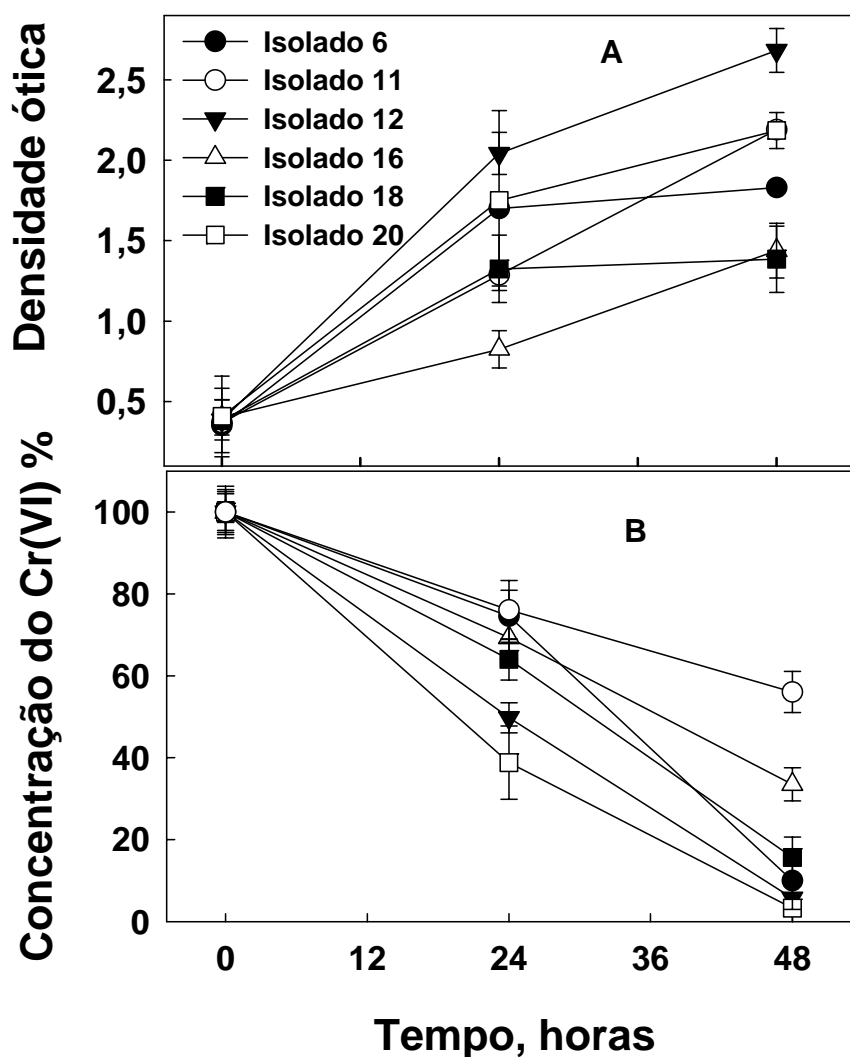 Densidade ótica
2,5
2,0
1,5
1,0
0,5
Isolado 6
Isolado 11
Isolado 12
Isolado 16
Isolado 18
Isolado 20
A
Concentração do Cr(VI) %
100
80
60
40
20
0
B
0 12 24 36 48
Tempo, horas